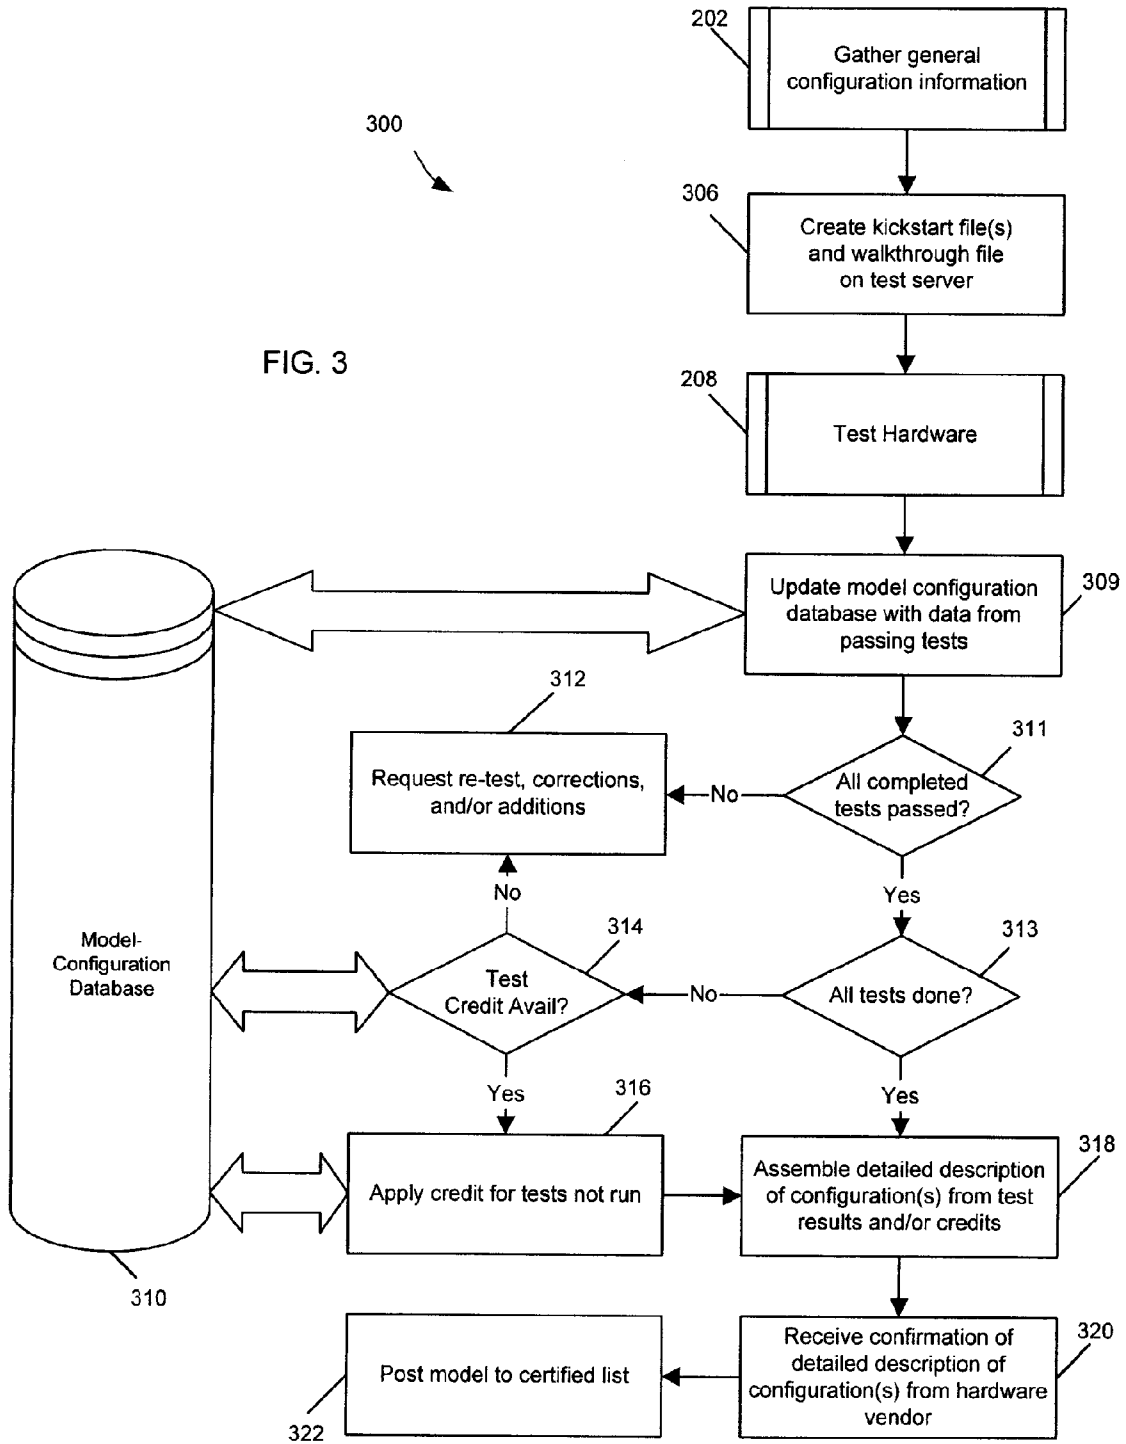 202
Gather general
configuration information
300
306
Create kickstart file(s)
and walkthrough file
on test server
FIG. 3
208
Test Hardware
Update model configuration
database with data from
passing tests
309
312
311
Request re-test, corrections,
and/or additions
No
All completed
tests passed?
No
Yes
314
313
Model-
Configuration
Database
Test
Credit Avail?
No
All tests done?
Yes
316
Yes
318
Apply credit for tests not run
Assemble detailed description
of configuration(s) from test
results and/or credits
310
320
Post model to certified list
Receive confirmation of
detailed description of
configuration(s) from hardware
vendor
322